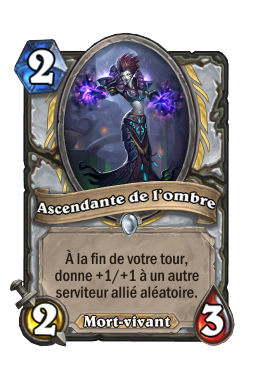 2
Ascendante de l'ombre
À la fin de votre tour,
donne +1/+1 à un autre
serviteur allié aléatoire.
2
Mort-vivant
3